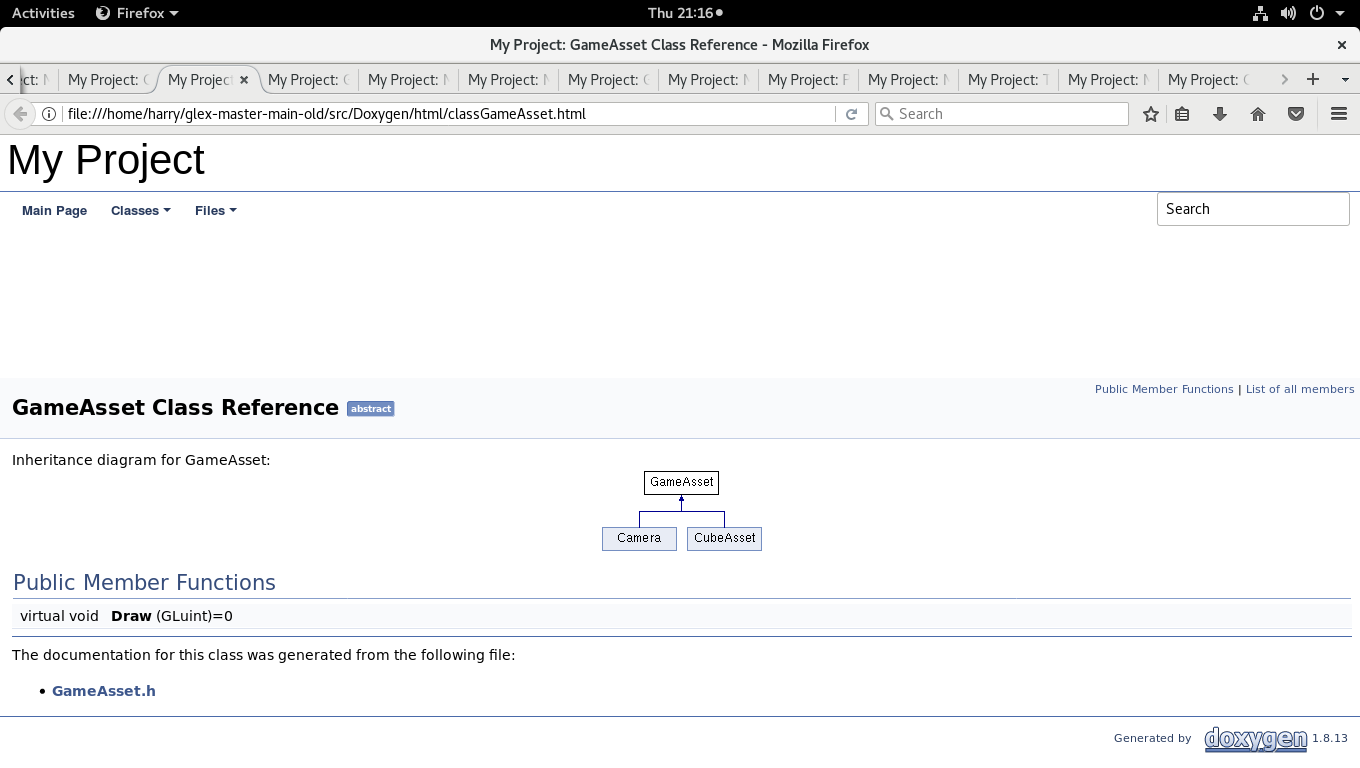 Activities Firefox Thu 21:16
My Project: GameAsset Class Reference - Mozilla Firefox
ect: My Project: My Project: My Project: My Project: My Project: My Project: My Project: My Project: My Project: My Project: My Project: My Project:
file:///home/harry/glex-master-main-old/src/Doxygen/html/classGameAsset.html Search
My Project
Main Page Classes Files Search
Public Member Functions | List of all members
GameAsset Class Reference abstract
Inheritance diagram for GameAsset:
GameAsset
Camera CubeAsset
Public Member Functions
virtual void Draw (GLuint)=0
The documentation for this class was generated from the following file:
• GameAsset.h
Generated by doxygen 1.8.13